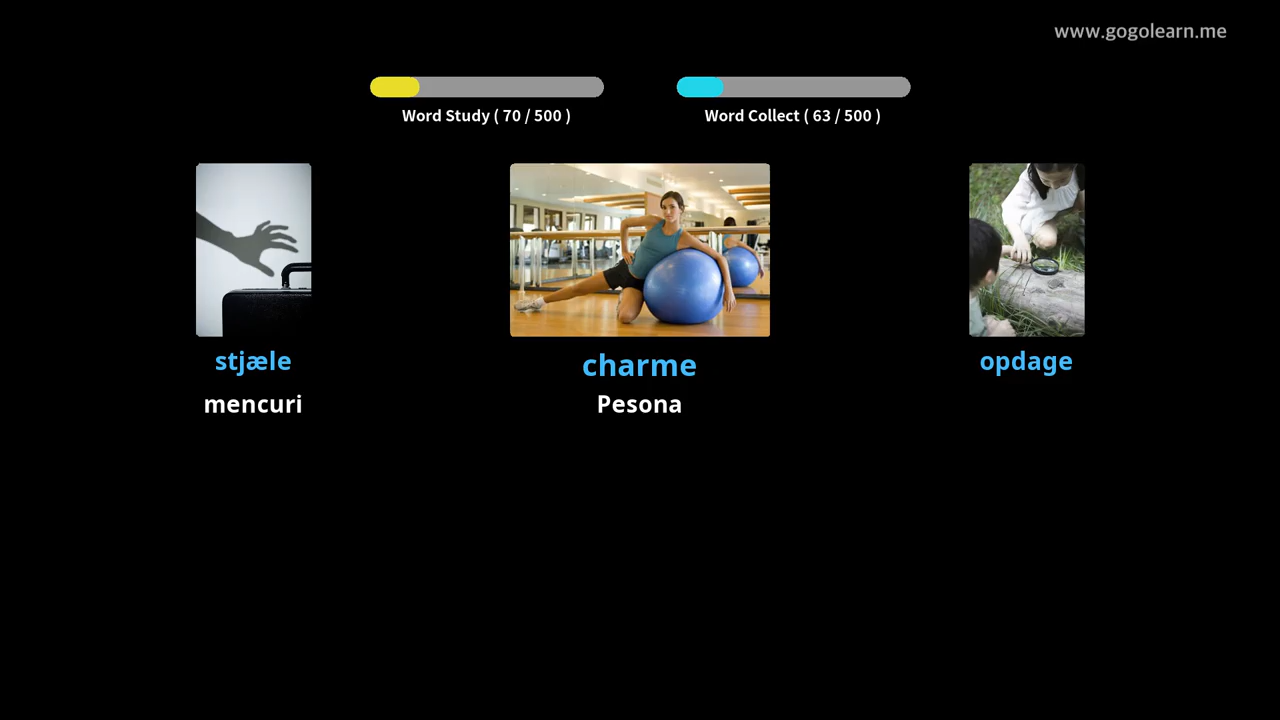 www.gogolearn.me
Word Study ( 70 / 500 )
Word Collect ( 63 / 500 )
stjæle
mencuri
charme
Pesona
opdage